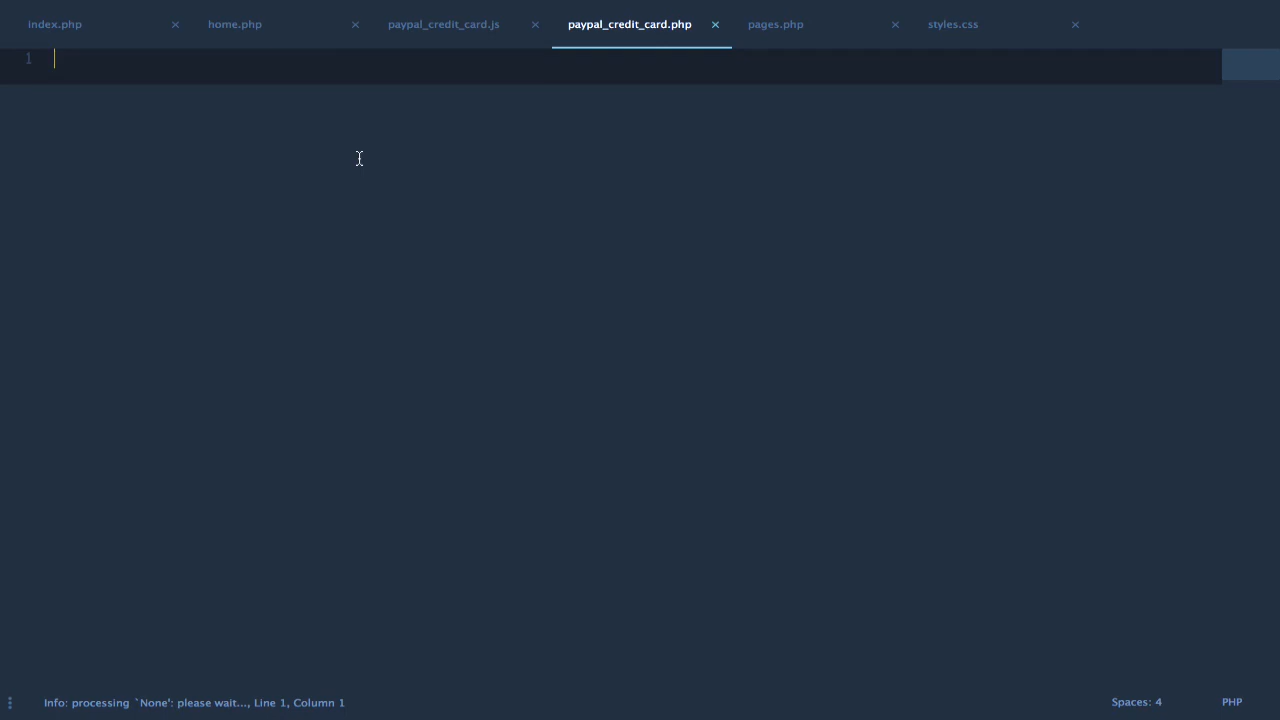 index.php × home.php × paypal_credit_card.js × paypal_credit_card.php × pages.php × styles.css ×
1
Info: processing `None': please wait..., Line 1, Column 1 Spaces: 4 PHP